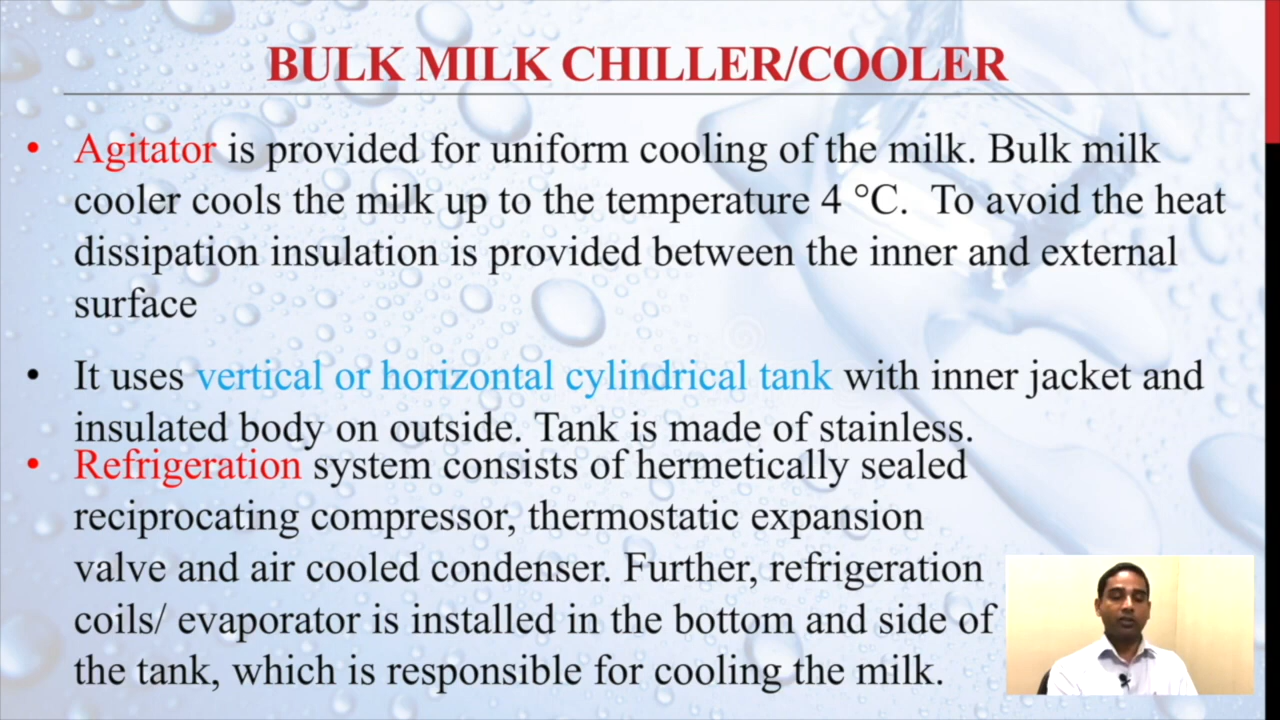 BULK MILK CHILLER/COOLER
• Agitator is provided for uniform cooling of the milk. Bulk milk
cooler cools the milk up to the temperature 4 °C. To avoid the heat
dissipation insulation is provided between the inner and external
surface
• It uses vertical or horizontal cylindrical tank with inner jacket and
insulated body on outside. Tank is made of stainless.
• Refrigeration system consists of hermetically sealed
reciprocating compressor, thermostatic expansion
valve and air cooled condenser. Further, refrigeration
coils/ evaporator is installed in the bottom and side of
the tank, which is responsible for cooling the milk.